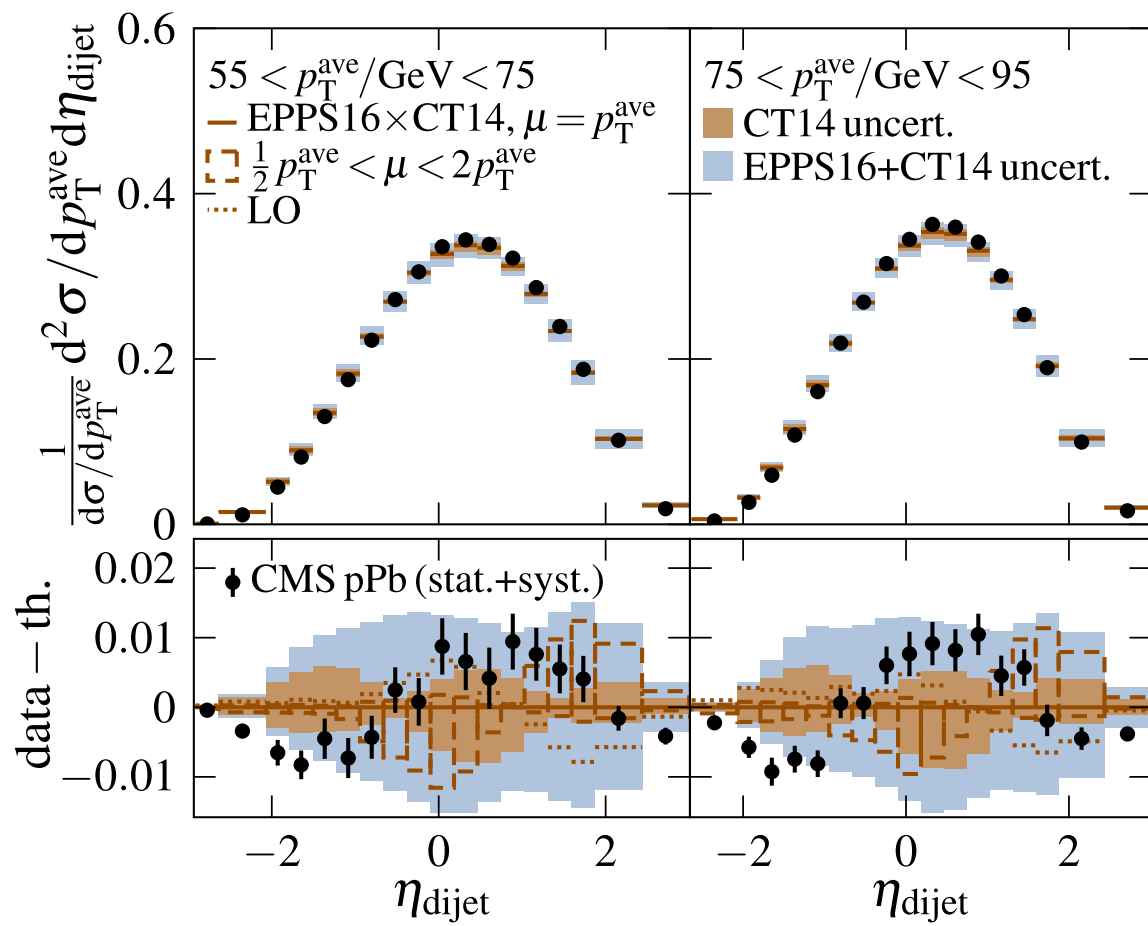 0.6
0.4
0.2
0
1/(dσ/dp_T^ave) d²σ/dp_T^ave dη_dijet
55 < p_T^ave/GeV < 75
EPPS16×CT14, μ = p_T^ave
1/2 p_T^ave < μ < 2p_T^ave
LO
75 < p_T^ave/GeV < 95
CT14 uncert.
EPPS16+CT14 uncert.
0.02
0.01
0
−0.01
data − th.
CMS pPb (stat.+syst.)
−2 0 2
−2 0 2
η_dijet
η_dijet